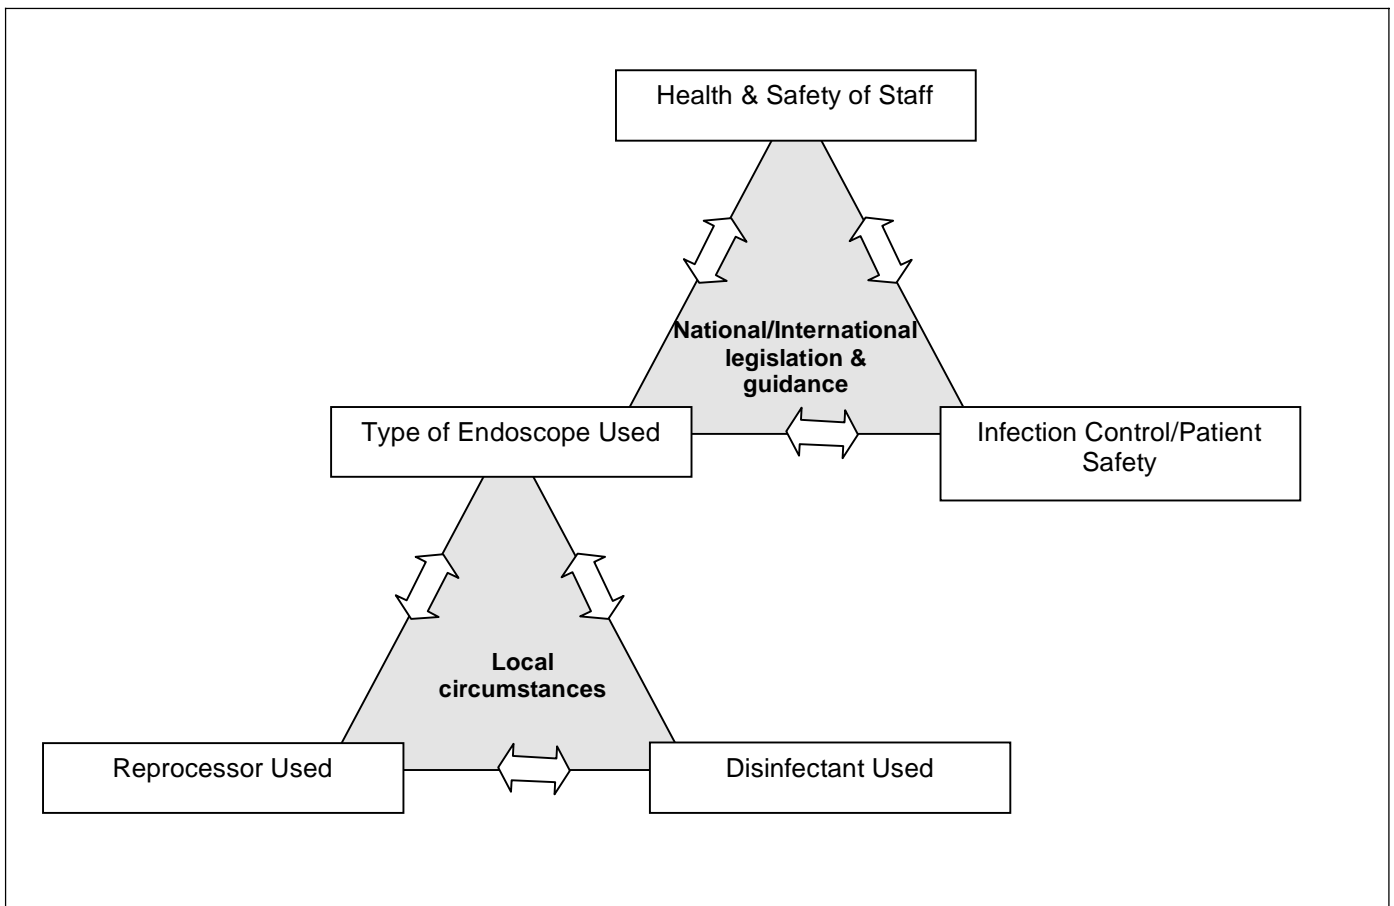 Health & Safety of Staff
National/International
legislation &
guidance
Type of Endoscope Used
Infection Control/Patient
Safety
Local
circumstances
Reprocessor Used
Disinfectant Used